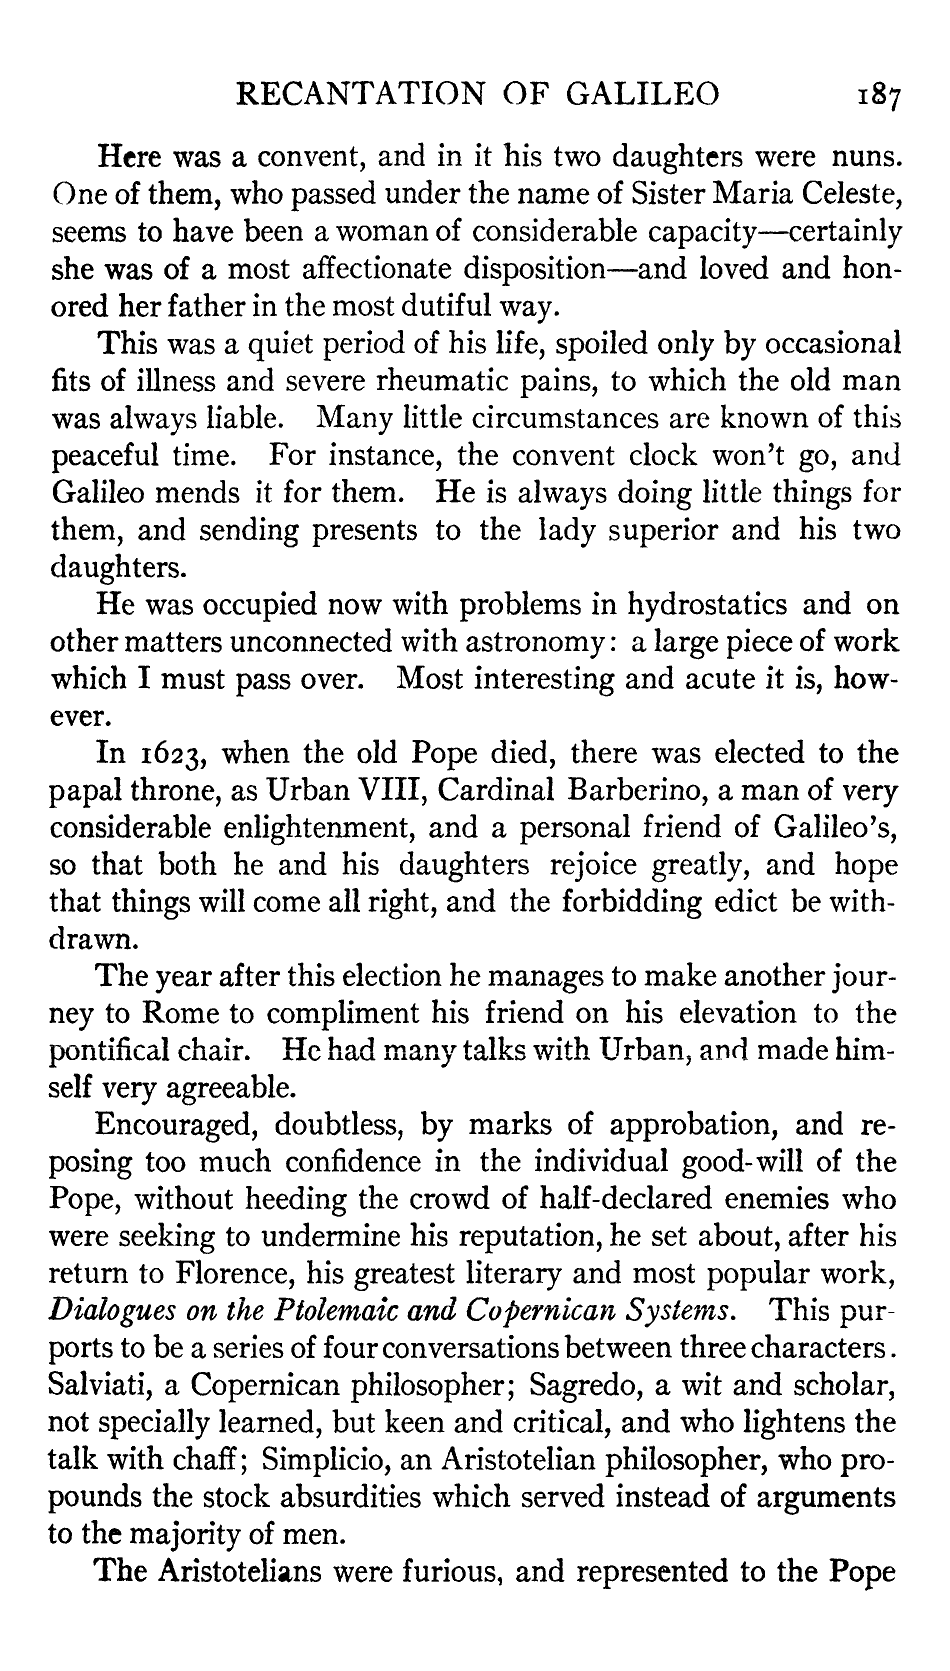 RECANTATION OF GALILEO 187
Here was a convent, and in it his two daughters were nuns.
One of them, who passed under the name of Sister Maria Celeste,
seems to have been a woman of considerable capacity—certainly
she was of a most affectionate disposition—and loved and hon-
ored her father in the most dutiful way.
This was a quiet period of his life, spoiled only by occasional
fits of illness and severe rheumatic pains, to which the old man
was always liable. Many little circumstances are known of this
peaceful time. For instance, the convent clock won't go, and
Galileo mends it for them. He is always doing little things for
them, and sending presents to the lady superior and his two
daughters.
He was occupied now with problems in hydrostatics and on
other matters unconnected with astronomy: a large piece of work
which I must pass over. Most interesting and acute it is, how-
ever.
In 1623, when the old Pope died, there was elected to the
papal throne, as Urban VIII, Cardinal Barberino, a man of very
considerable enlightenment, and a personal friend of Galileo's,
so that both he and his daughters rejoice greatly, and hope
that things will come all right, and the forbidding edict be with-
drawn.
The year after this election he manages to make another jour-
ney to Rome to compliment his friend on his elevation to the
pontifical chair. He had many talks with Urban, and made him-
self very agreeable.
Encouraged, doubtless, by marks of approbation, and re-
posing too much confidence in the individual good-will of the
Pope, without heeding the crowd of half-declared enemies who
were seeking to undermine his reputation, he set about, after his
return to Florence, his greatest literary and most popular work,
Dialogues on the Ptolemaic and Copernican Systems. This pur-
ports to be a series of four conversations between three characters.
Salviati, a Copernican philosopher; Sagredo, a wit and scholar,
not specially learned, but keen and critical, and who lightens the
talk with chaff; Simplicio, an Aristotelian philosopher, who pro-
pounds the stock absurdities which served instead of arguments
to the majority of men.
The Aristotelians were furious, and represented to the Pope